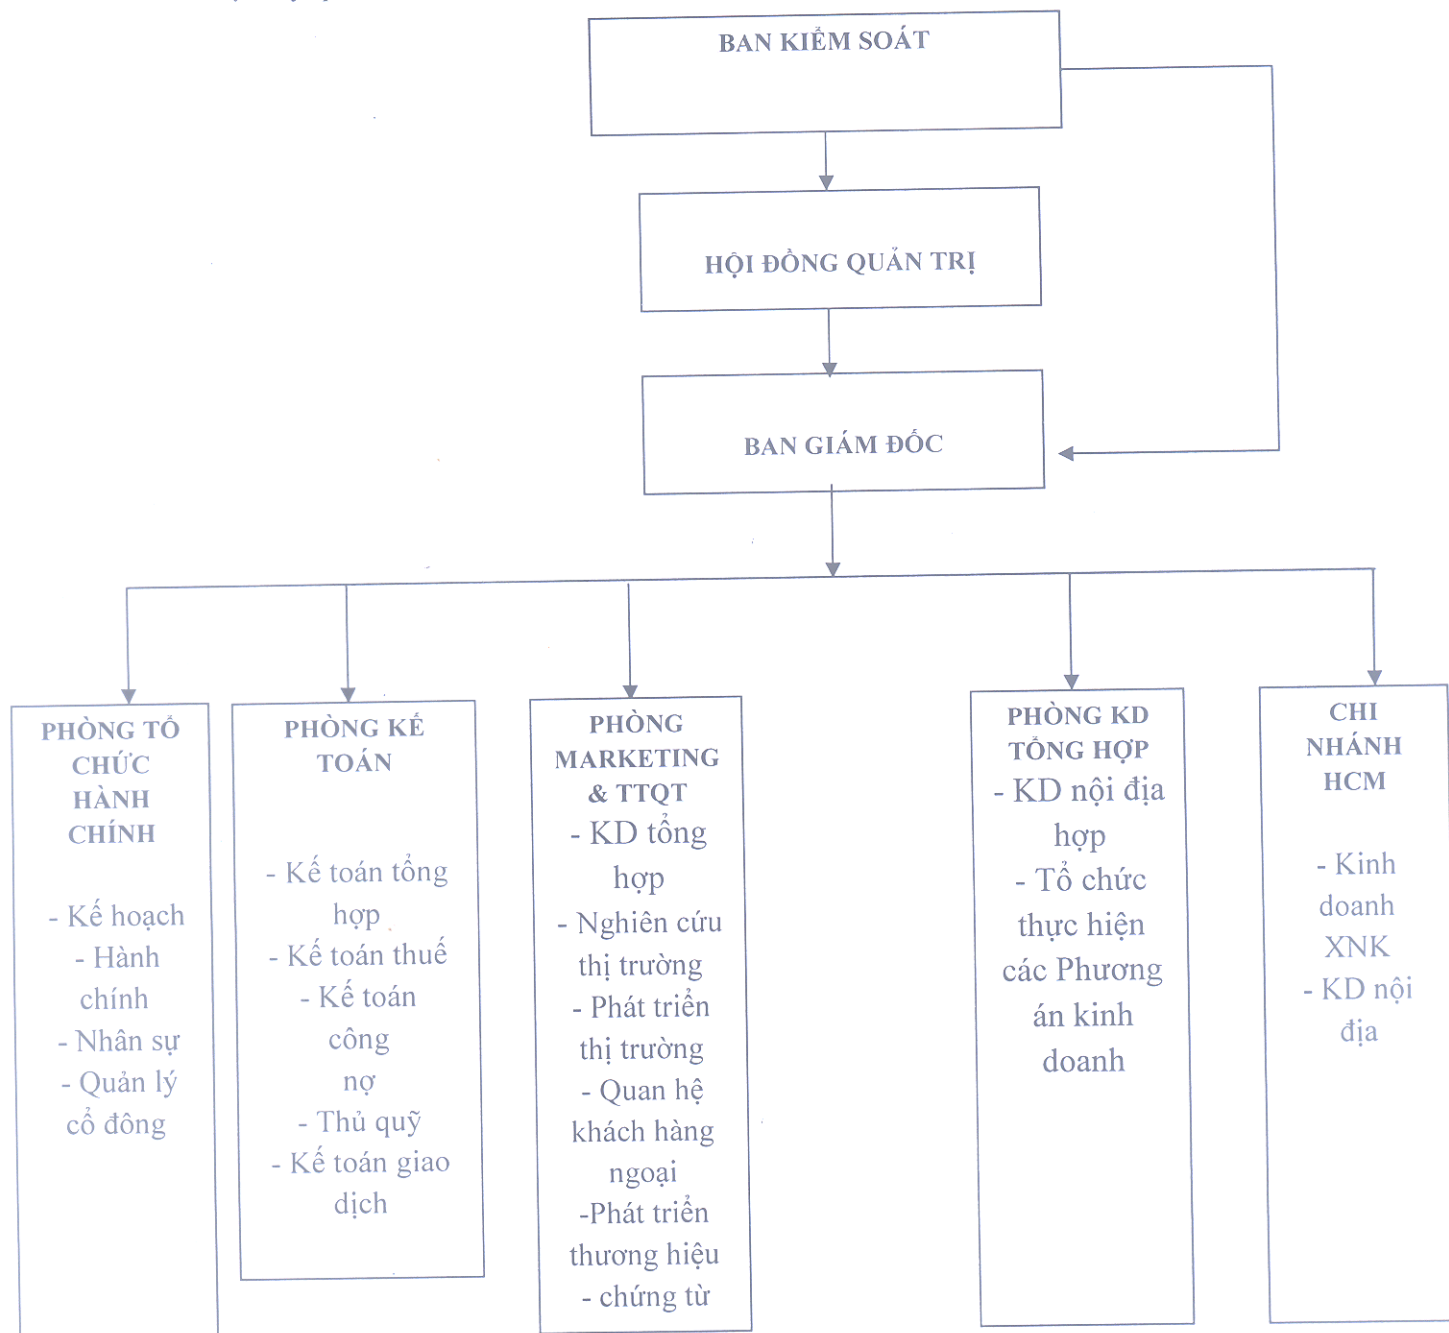 BAN KIỂM SOÁT
HỘI ĐỒNG QUẢN TRỊ
BAN GIÁM ĐỐC
PHÒNG TỔ
CHỨC
HÀNH
CHÍNH
- Kế hoạch
- Hành
chính
- Nhân sự
- Quản lý
cổ đông
PHÒNG KẾ
TOÁN
- Kế toán tổng
hợp
- Kế toán thuế
- Kế toán
công
nợ
- Thủ quỹ
- Kế toán giao
dịch
PHÒNG
MARKETING
& TTQT
- KD tổng
hợp
- Nghiên cứu
thị trường
- Phát triển
thị trường
- Quan hệ
khách hàng
ngoại
-Phát triển
thương hiệu
- chứng từ
PHÒNG KD
TỔNG HỢP
- KD nội địa
hợp
- Tổ chức
thực hiện
các Phương
án kinh
doanh
CHI
NHÁNH
HCM
- Kinh
doanh
XNK
- KD nội
địa